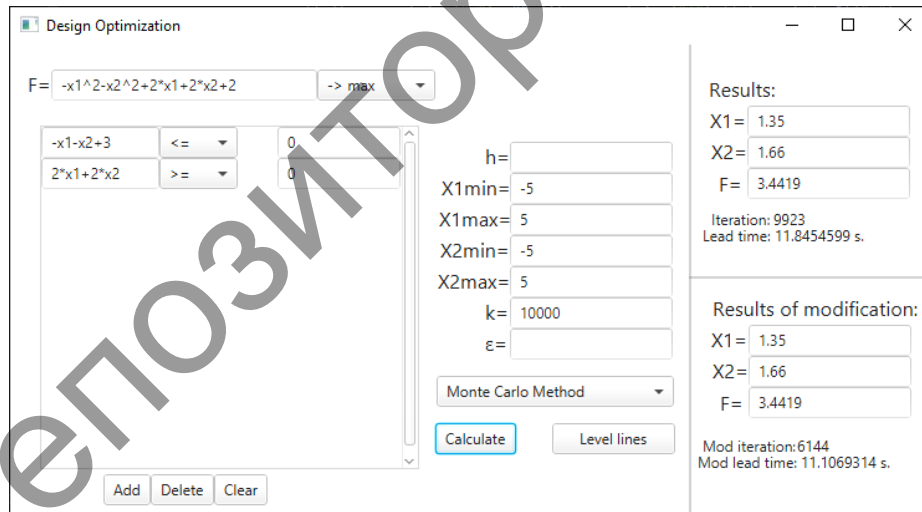 Design Optimization
F= -x1^2-x2^2+2*x1+2*x2+2 -> max
-x1-x2+3 <= 0
2*x1+2*x2 >= 0
h=
X1min= -5
X1max= 5
X2min= -5
X2max= 5
k= 10000
ε=
Monte Carlo Method
Calculate Level lines
Add Delete Clear
Results:
X1= 1.35
X2= 1.66
F= 3.4419
Iteration: 9923
Lead time: 11.8454599 s.
Results of modification:
X1= 1.35
X2= 1.66
F= 3.4419
Mod iteration:6144
Mod lead time: 11.1069314 s.
епозитор